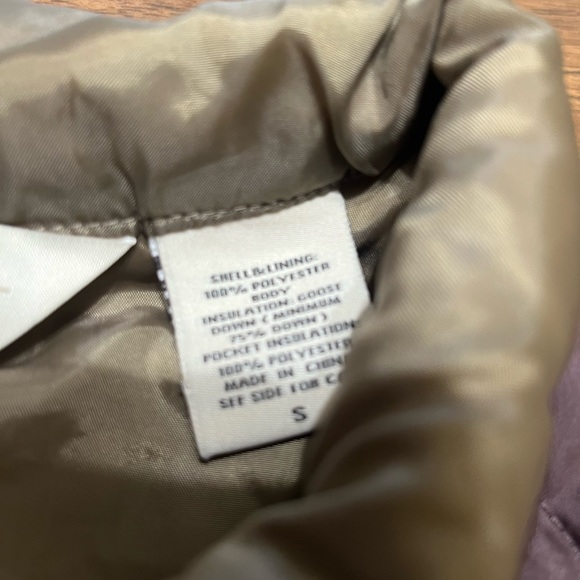 SHELL&LINING:
100% POLYESTER
BODY
INSULATION: GOOSE
DOWN ( MINIMUM
75% DOWN )
POCKET INSULATION
100% POLYESTER
MADE IN CHINA
SEE SIDE FOR
S